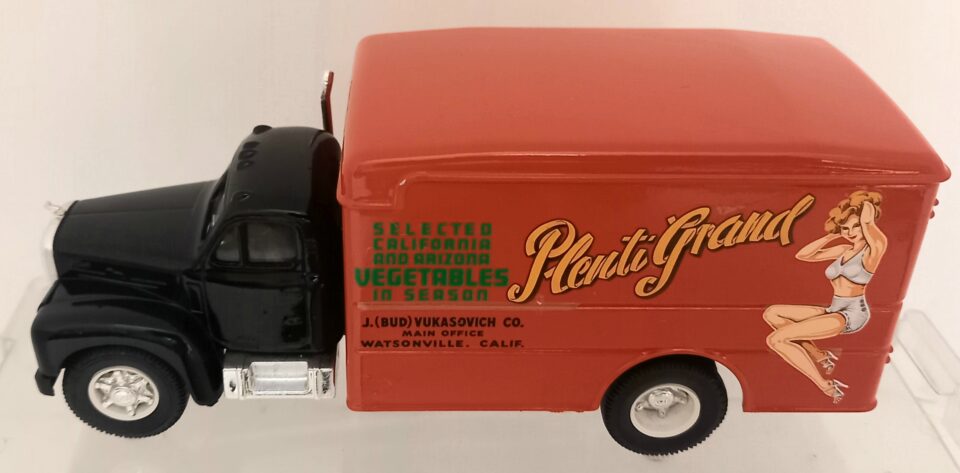 SELECTED
CALIFORNIA
AND ARIZONA
VEGETABLES
IN SEASON
J. (BUD) VUKASOVICH CO.
MAIN OFFICE
WATSONVILLE, CALIF.
Plenti Grand